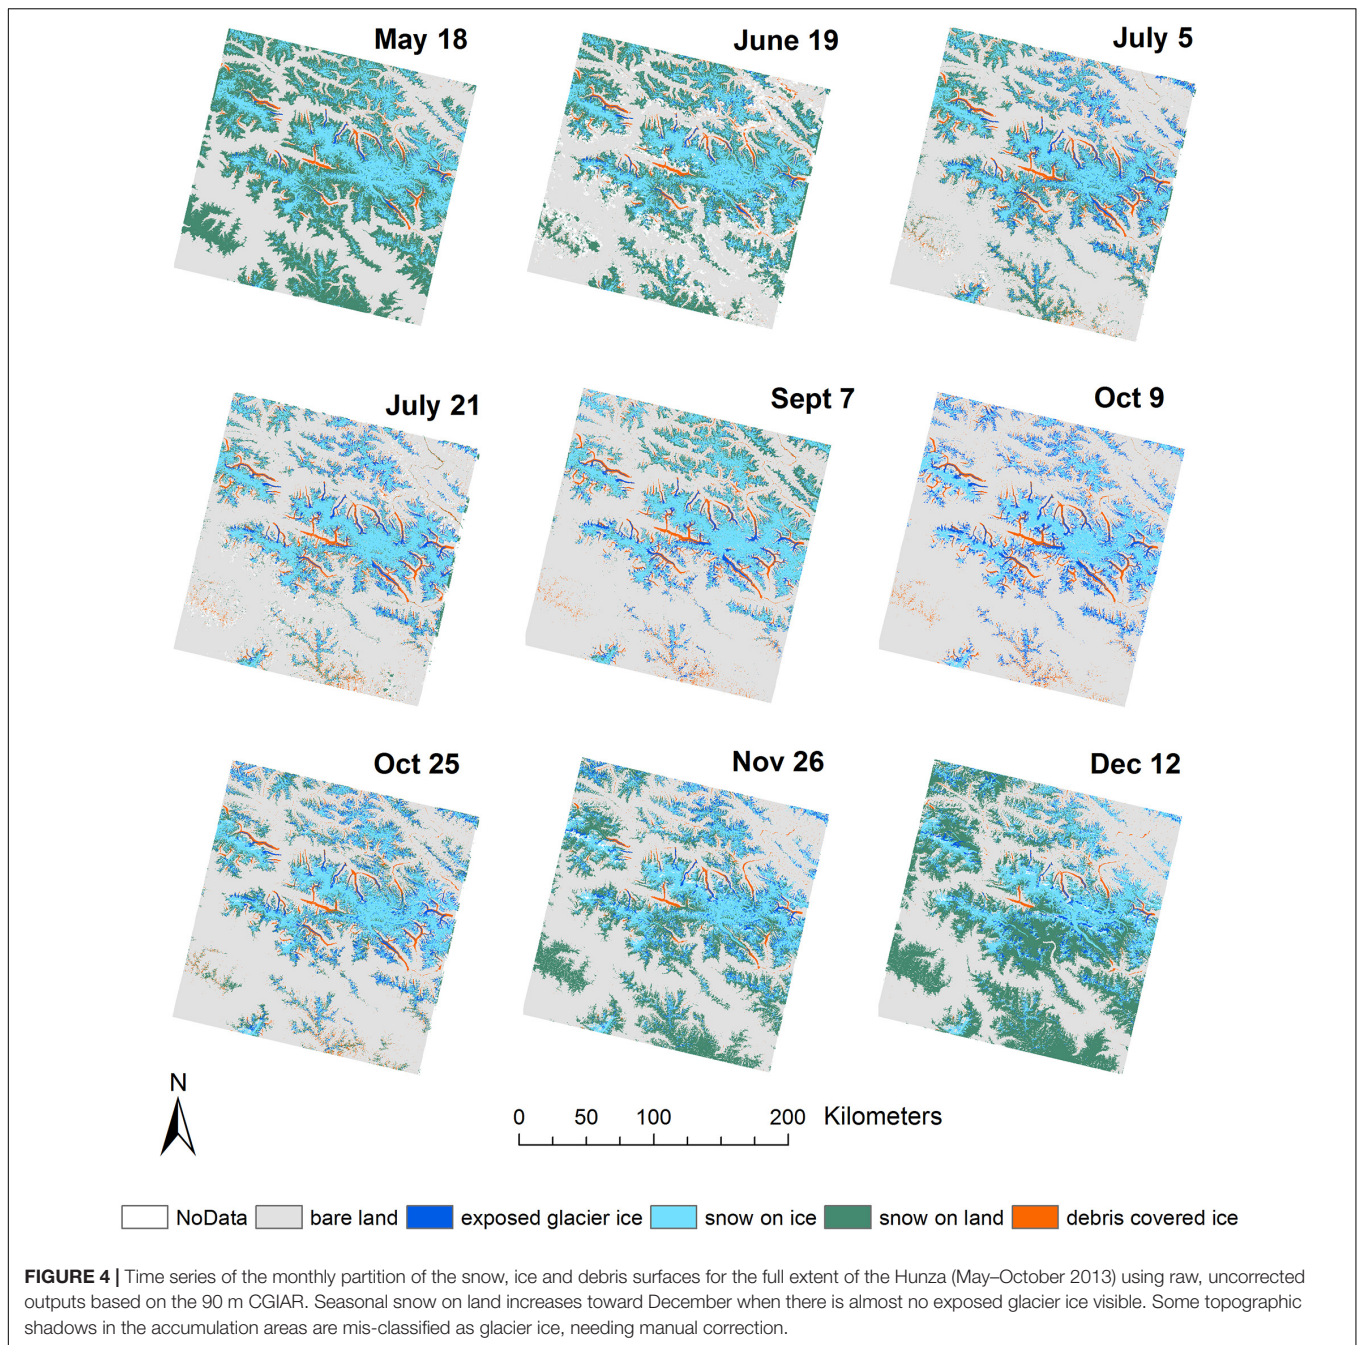 May 18
June 19
July 5
July 21
Sept 7
Oct 9
Oct 25
Nov 26
Dec 12
N
0 50 100 200 Kilometers
NoData bare land exposed glacier ice snow on ice snow on land debris covered ice
FIGURE 4 | Time series of the monthly partition of the snow, ice and debris surfaces for the full extent of the Hunza (May–October 2013) using raw, uncorrected
outputs based on the 90 m CGIAR. Seasonal snow on land increases toward December when there is almost no exposed glacier ice visible. Some topographic
shadows in the accumulation areas are mis-classified as glacier ice, needing manual correction.